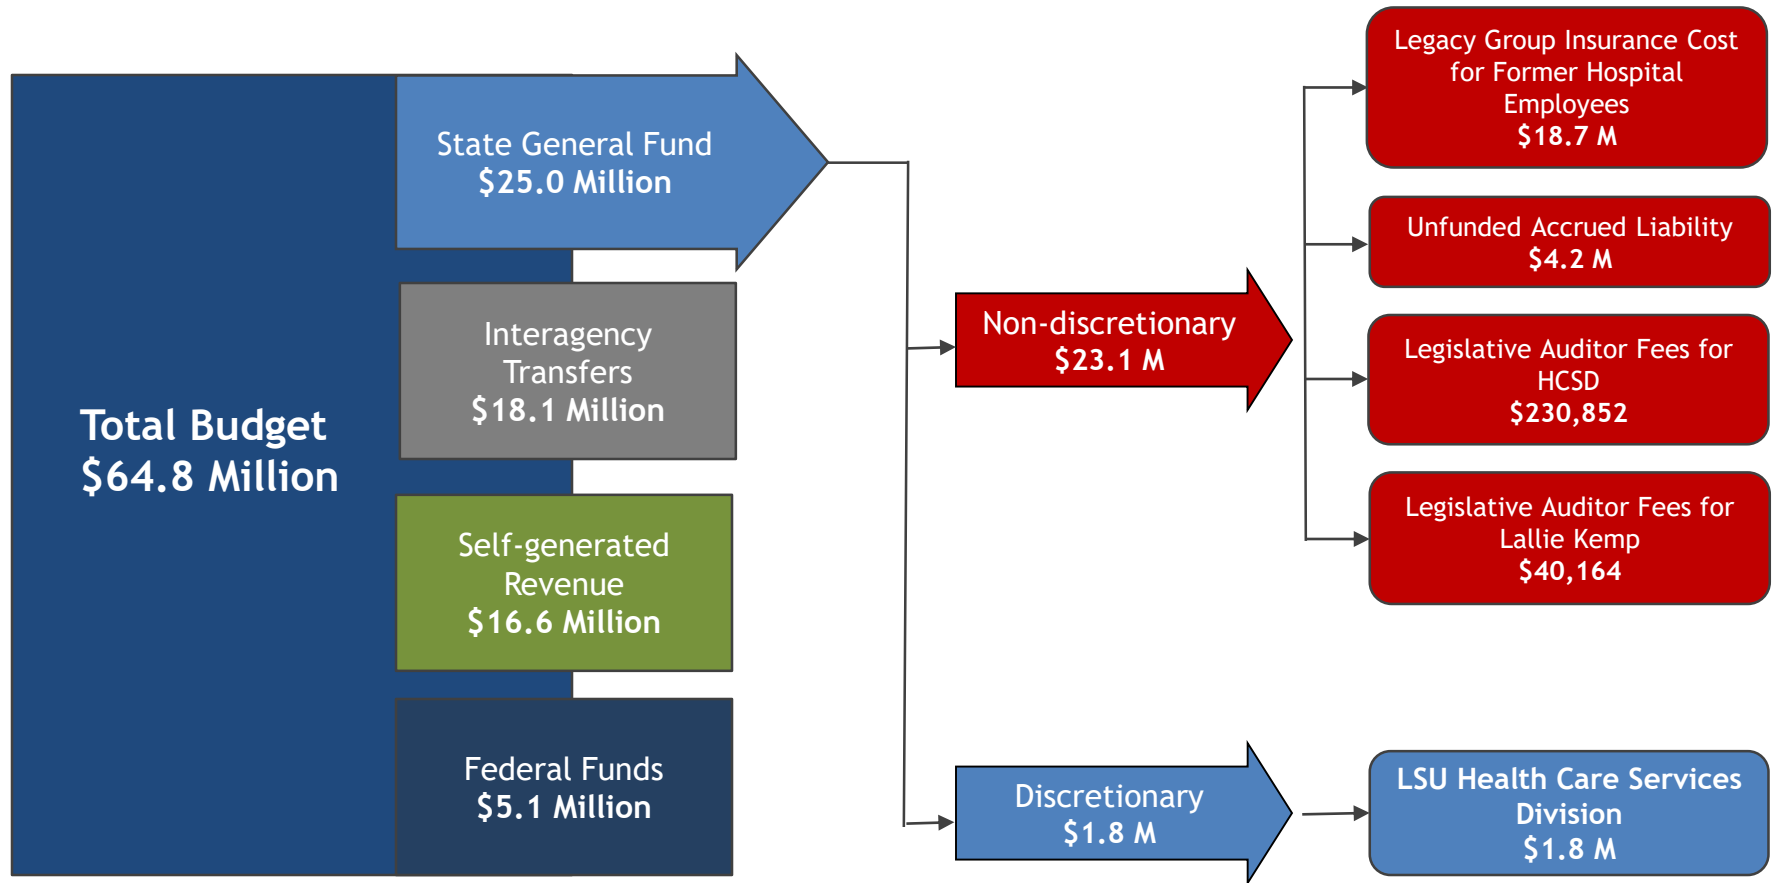 Total Budget
$64.8 Million
State General Fund
$25.0 Million
Interagency
Transfers
$18.1 Million
Self-generated
Revenue
$16.6 Million
Federal Funds
$5.1 Million
Non-discretionary
$23.1 M
Discretionary
$1.8 M
Legacy Group Insurance Cost
for Former Hospital
Employees
$18.7 M
Unfunded Accrued Liability
$4.2 M
Legislative Auditor Fees for
HCSD
$230,852
Legislative Auditor Fees for
Lallie Kemp
$40,164
LSU Health Care Services
Division
$1.8 M